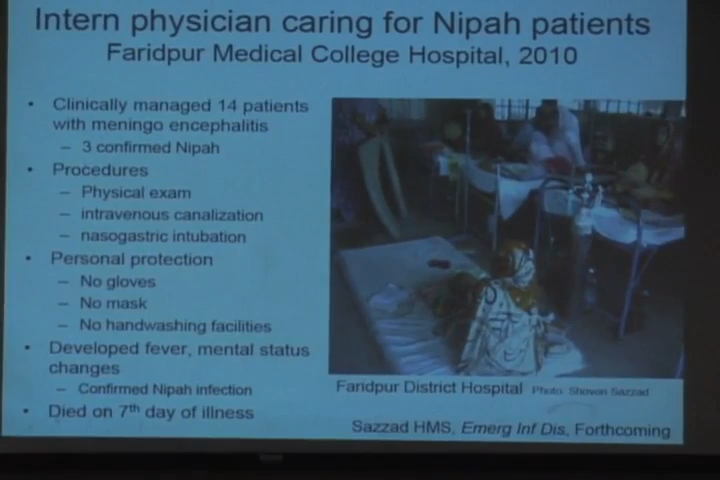 Intern physician caring for Nipah patients
Faridpur Medical College Hospital, 2010
• Clinically managed 14 patients
with meningo encephalitis
– 3 confirmed Nipah
• Procedures
– Physical exam
– intravenous canalization
– nasogastric intubation
• Personal protection
– No gloves
– No mask
– No handwashing facilities
• Developed fever, mental status
changes
– Confirmed Nipah infection
• Died on 7th day of illness
Faridpur District Hospital Photo: Shovon Sazzad
Sazzad HMS, Emerg Inf Dis, Forthcoming